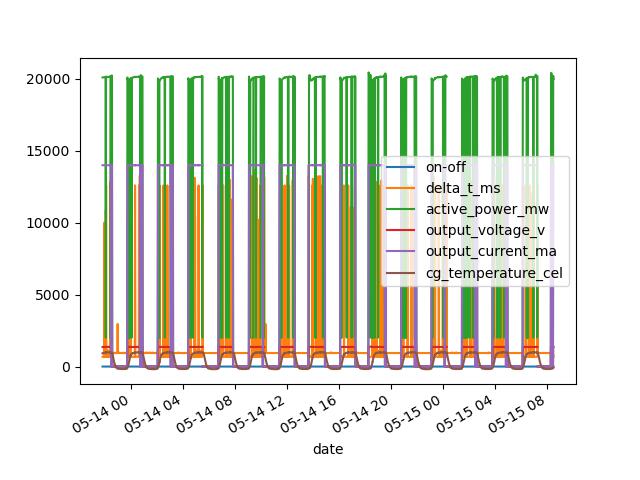 20000
15000
10000
5000
0
on-off
delta_t_ms
active_power_mw
output_voltage_v
output_current_ma
cg_temperature_cel
05-14 00
05-14 04
05-14 08
05-14 12
05-14 16
05-14 20
05-15 00
05-15 04
05-15 08
date